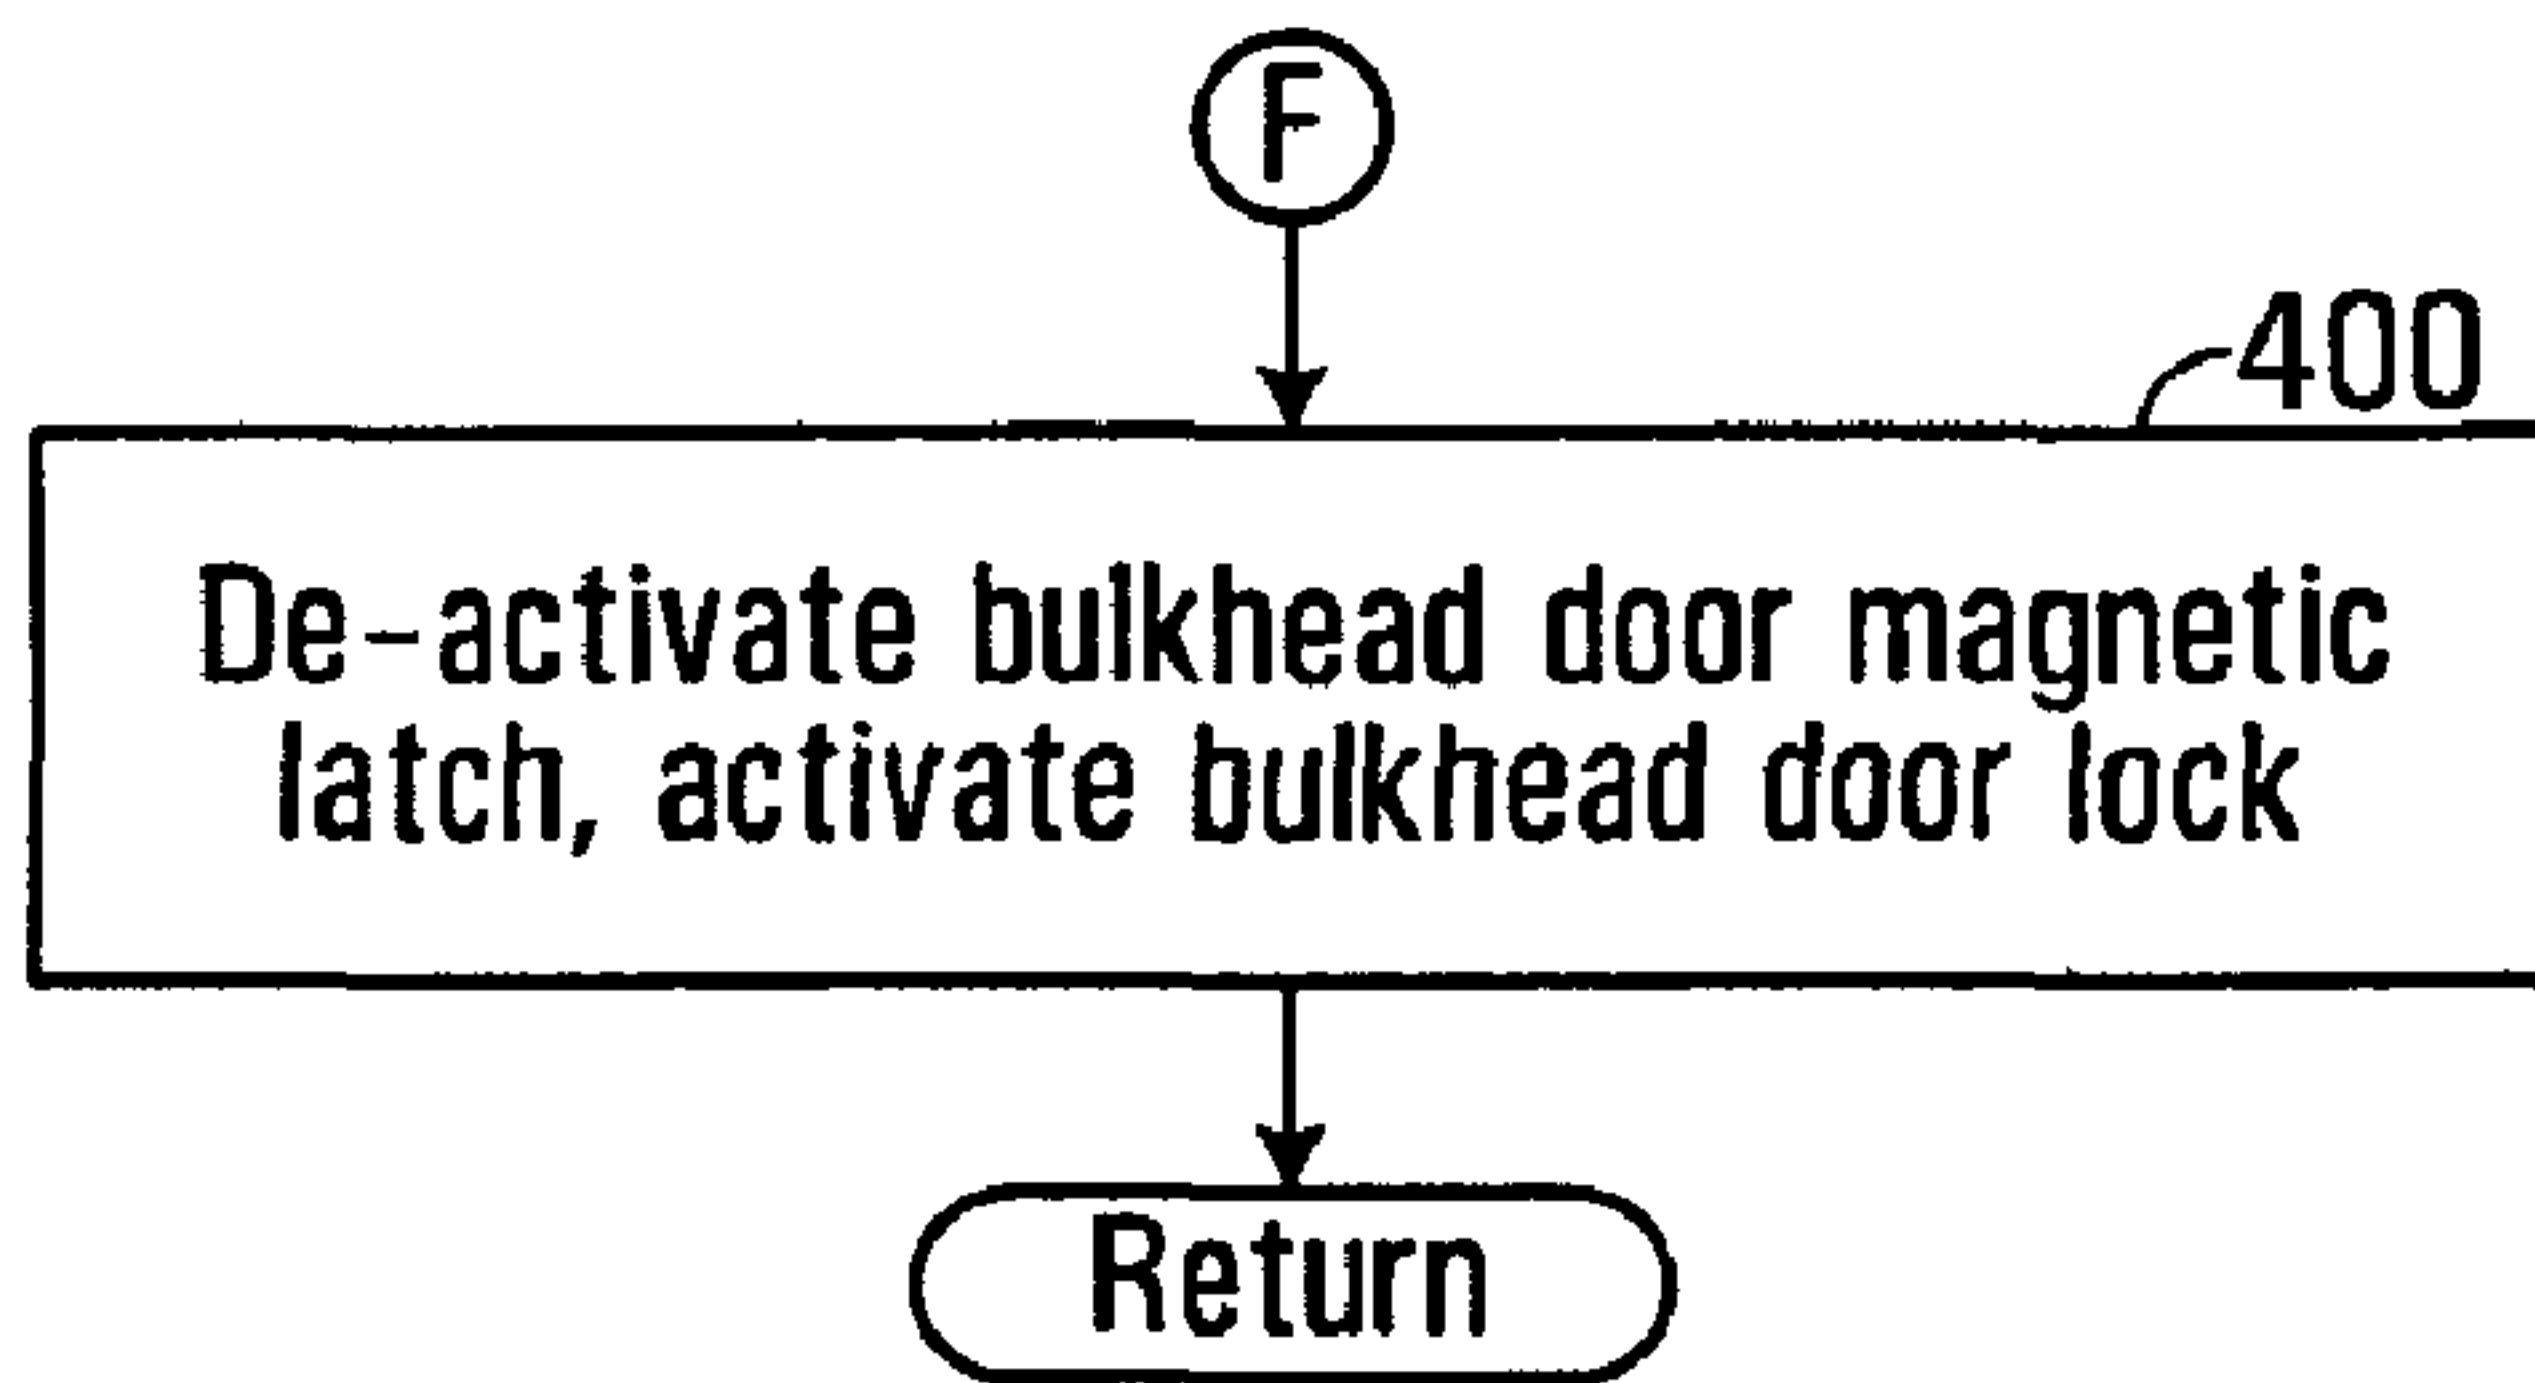 F
400
De-activate bulkhead door magnetic
latch, activate bulkhead door lock
Return